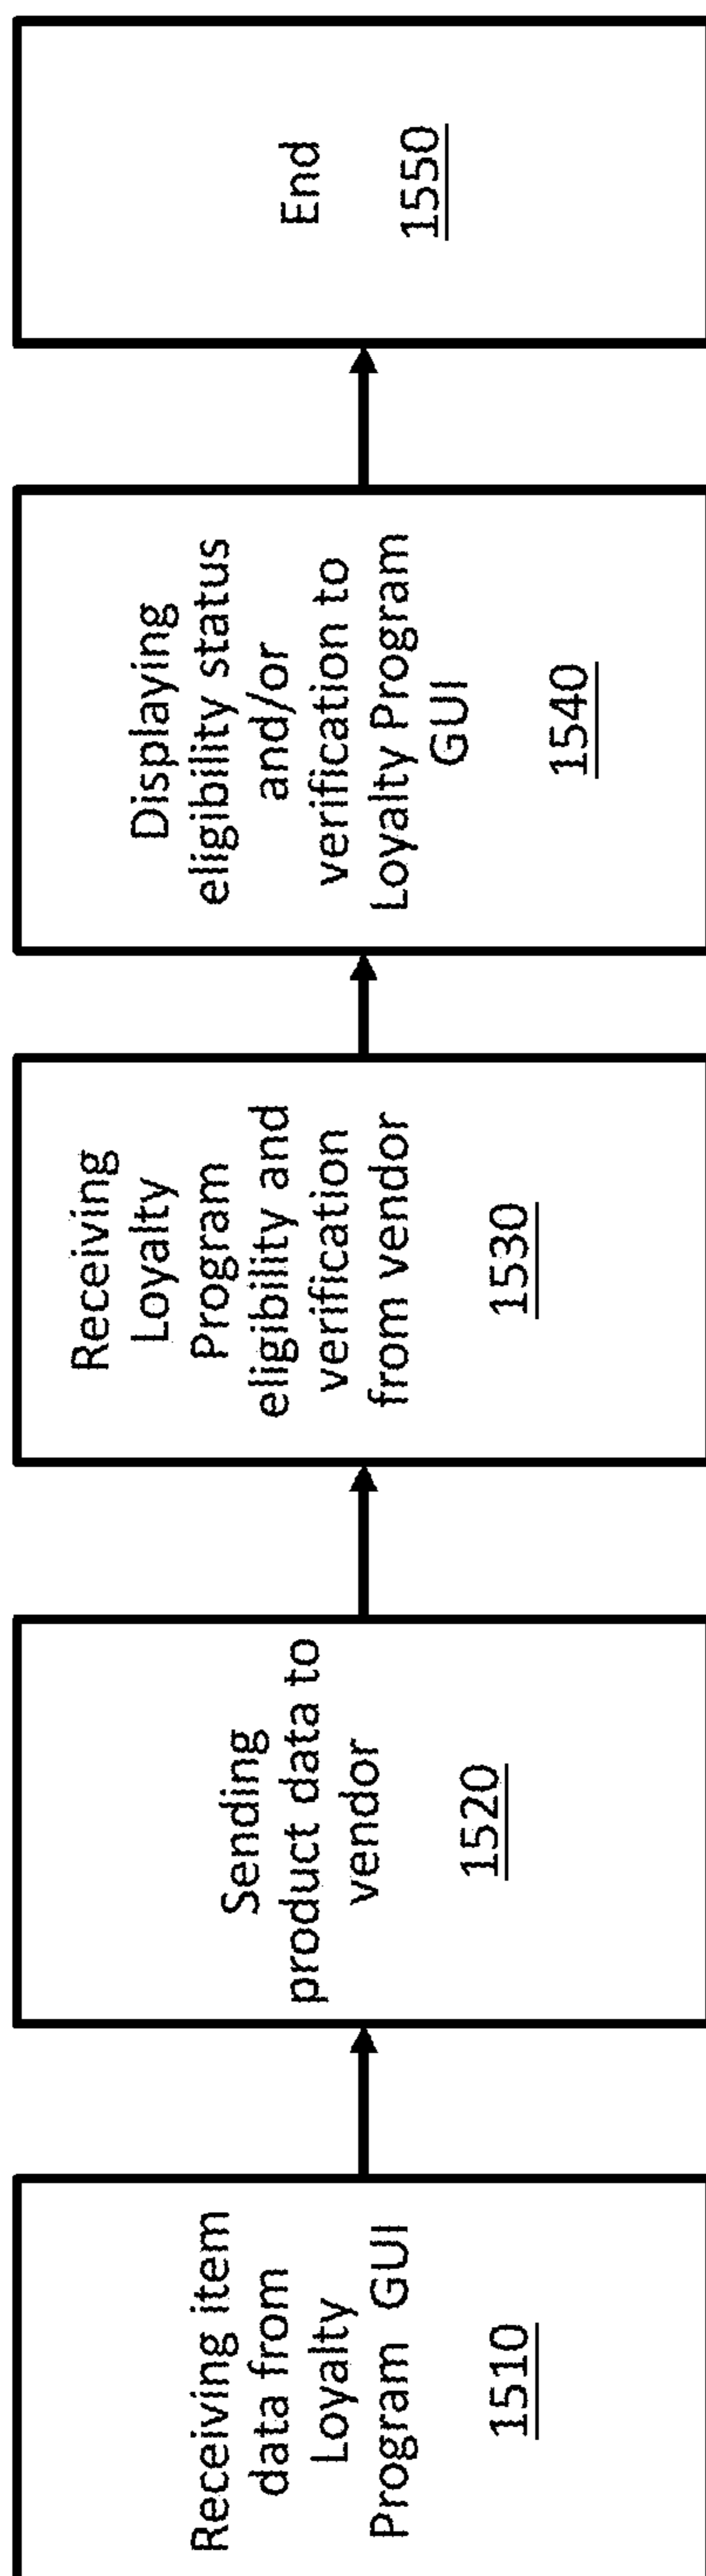 Receiving item
data from
Loyalty
Program GUI
1510
Sending
product data to
vendor
1520
Receiving
Loyalty
Program
eligibility and
verification
from vendor
1530
Displaying
eligibility status
and/or
verification to
Loyalty Program
GUI
1540
End
1550